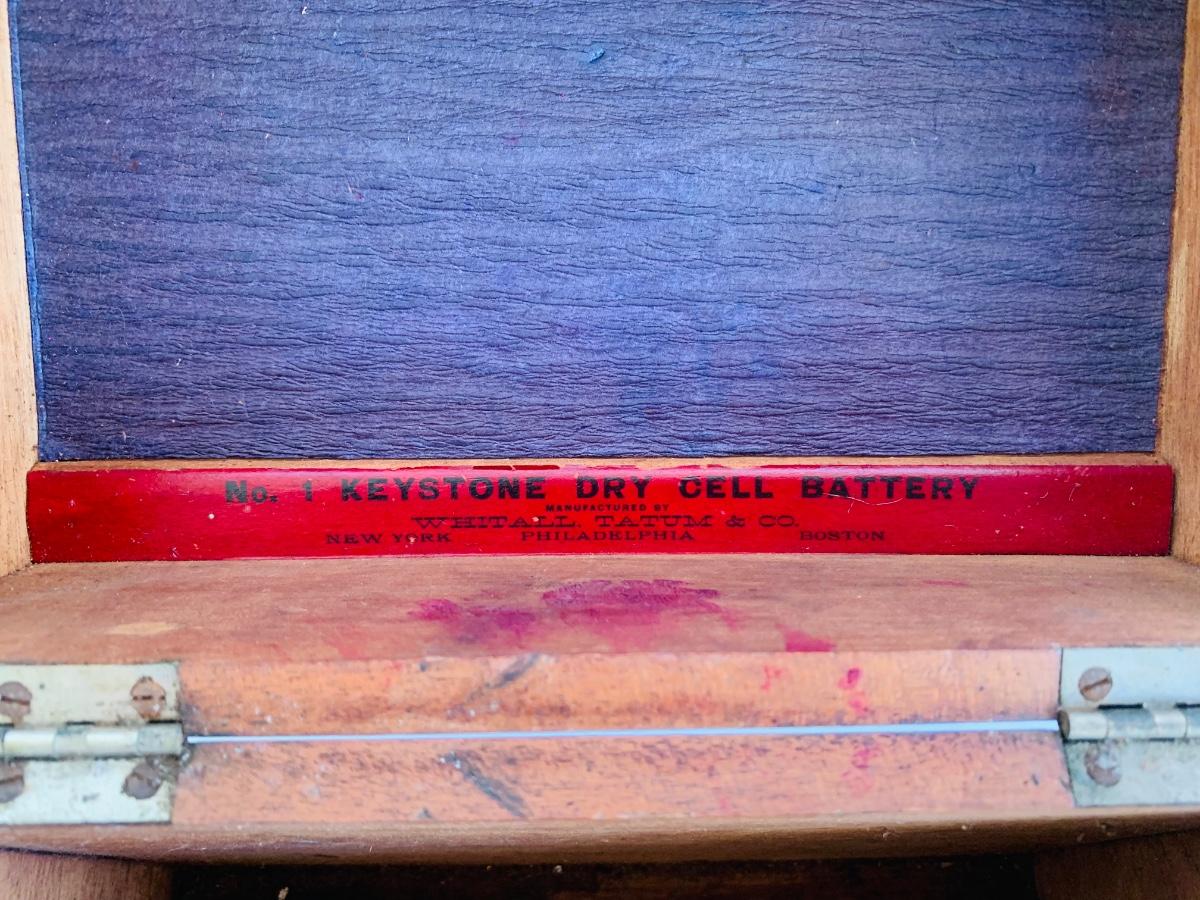 No. 1 KEYSTONE DRY CELL BATTERY
MANUFACTURED BY
WHITALL, TATUM & CO.
NEW YORK PHILADELPHIA BOSTON